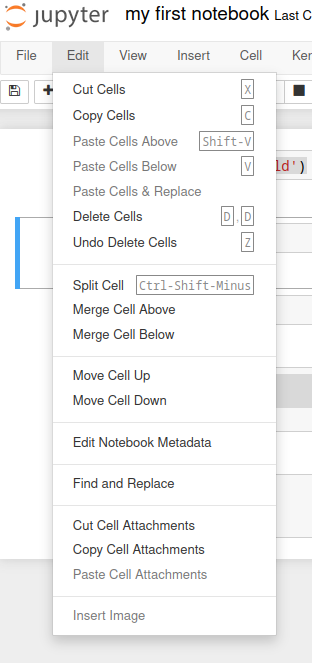 jupyter my first notebook Last C
File Edit View Insert Cell Ker
Cut Cells X
Copy Cells C
Paste Cells Above Shift-V
ld')
Paste Cells Below V
Paste Cells & Replace
Delete Cells D,D
Undo Delete Cells Z
Split Cell Ctrl-Shift-Minus
Merge Cell Above
Merge Cell Below
Move Cell Up
Move Cell Down
Edit Notebook Metadata
Find and Replace
Cut Cell Attachments
Copy Cell Attachments
Paste Cell Attachments
Insert Image